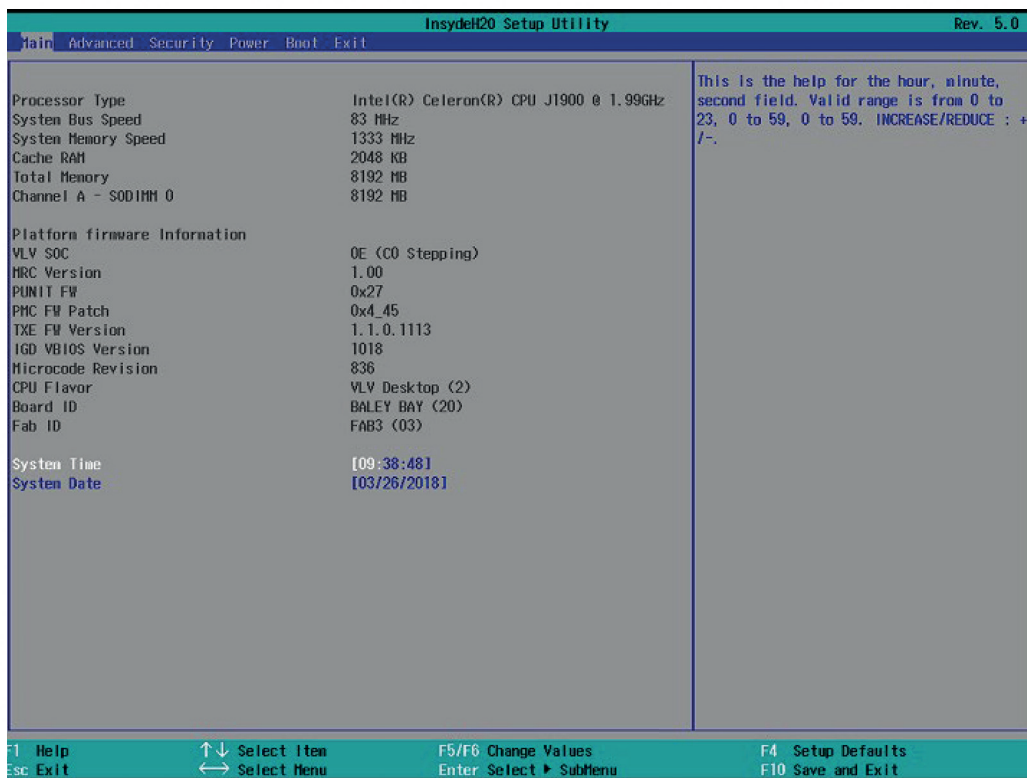 InsydeH20 Setup Utility Rev. 5.0
Main Advanced Security Power Boot Exit
Processor Type Intel(R) Celeron(R) CPU J1900 @ 1.99GHz
System Bus Speed 83 MHz
System Memory Speed 1333 MHz
Cache RAM 2048 KB
Total Memory 8192 MB
Channel A - SODIMM 0 8192 MB
Platform firmware Information
VLV SOC 0E (C0 Stepping)
MRC Version 1.00
PUNIT FW 0x27
PMC FW Patch 0x4_45
TXE FW Version 1.1.0.1113
IGD VBIOS Version 1018
Microcode Revision 836
CPU Flavor VLV Desktop (2)
Board ID BALEY BAY (20)
Fab ID FAB3 (03)
System Time [09:38:48]
System Date [03/26/2018]
This is the help for the hour, minute,
second field. Valid range is from 0 to
23, 0 to 59, 0 to 59. INCREASE/REDUCE : +
/-.
F1 Help ↑↓ Select Item F5/F6 Change Values F4 Setup Defaults
Esc Exit ↔ Select Menu Enter Select ▶ SubMenu F10 Save and Exit